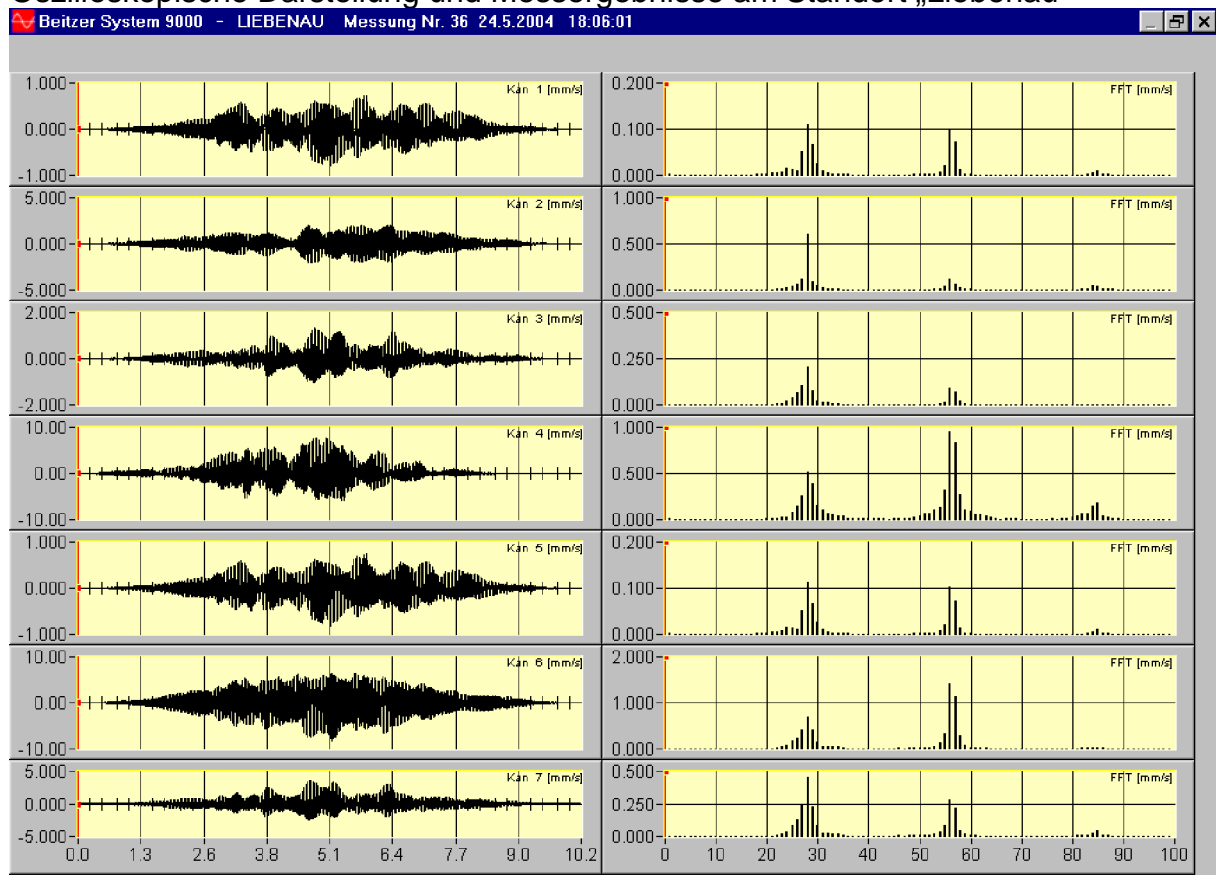 Oszilloskopische Darstellung und Messergebnisse am Standort „Liebenau“
Beitzer System 9000 - LIEBENAU Messung Nr. 36 24.5.2004 18:06:01
1.000
0.000
-1.000
Kan 1 [mm/s]
0.200
0.100
0.000
FFT [mm/s]
5.000
0.000
-5.000
Kan 2 [mm/s]
1.000
0.500
0.000
FFT [mm/s]
2.000
0.000
-2.000
Kan 3 [mm/s]
0.500
0.250
0.000
FFT [mm/s]
10.00
0.00
-10.00
Kan 4 [mm/s]
1.000
0.500
0.000
FFT [mm/s]
1.000
0.000
-1.000
Kan 5 [mm/s]
0.200
0.100
0.000
FFT [mm/s]
10.00
0.00
-10.00
Kan 6 [mm/s]
2.000
1.000
0.000
FFT [mm/s]
5.000
0.000
-5.000
Kan 7 [mm/s]
0.500
0.250
0.000
FFT [mm/s]
0.0 1.3 2.6 3.8 5.1 6.4 7.7 9.0 10.2
0 10 20 30 40 50 60 70 80 90 100